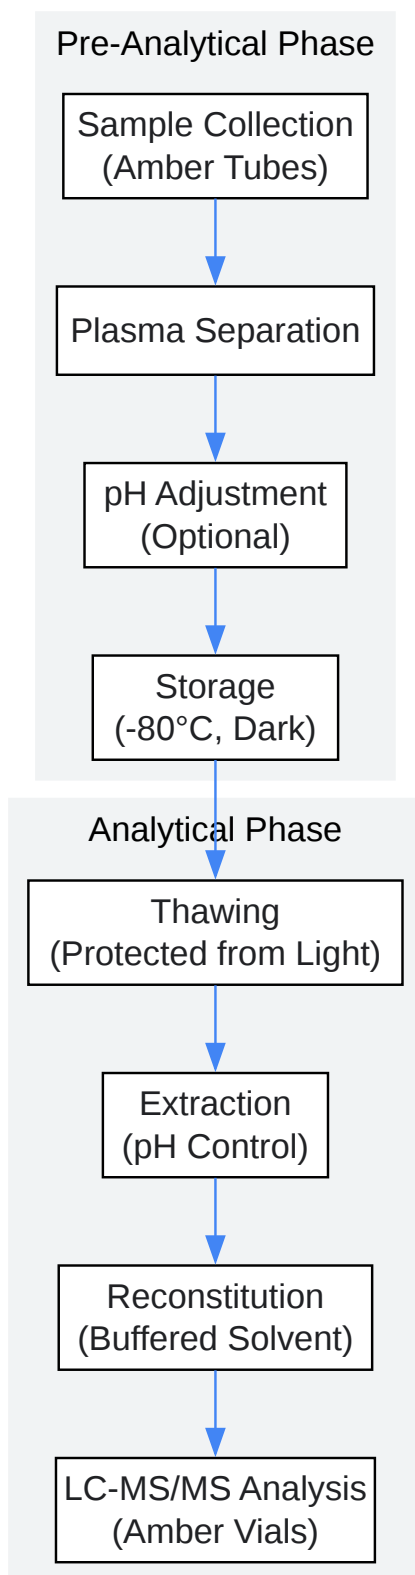 Pre-Analytical Phase
Sample Collection
(Amber Tubes)
Plasma Separation
pH Adjustment
(Optional)
Storage
(-80°C, Dark)
Analytical Phase
Thawing
(Protected from Light)
Extraction
(pH Control)
Reconstitution
(Buffered Solvent)
LC-MS/MS Analysis
(Amber Vials)